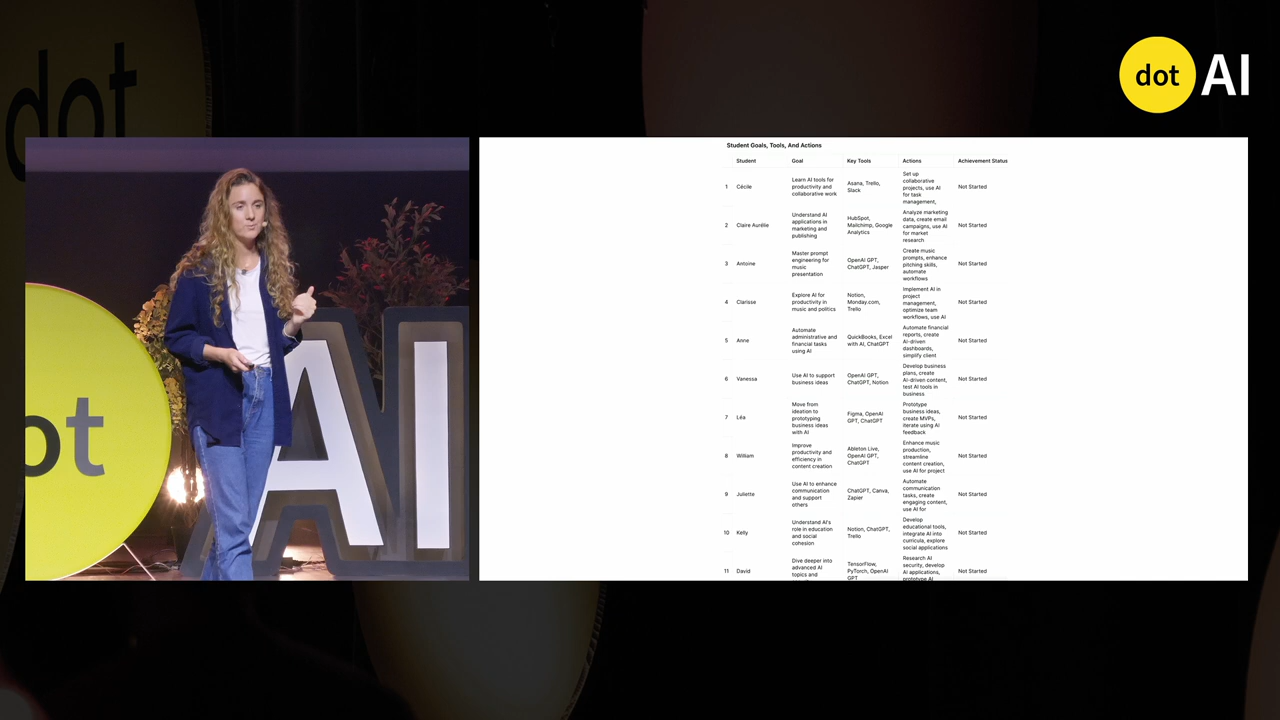 dot
dot AI
ot
AI
Student Goals, Tools, And Actions
Student Goal Key Tools Actions Achievement Status
1 Cécile
Learn AI tools for
productivity and
collaborative work
Asana, Trello,
Slack
Set up
collaborative
projects, use AI
for task
management,
Not Started
2 Claire Aurélie
Understand AI
applications in
marketing and
publishing
HubSpot,
Mailchimp, Google
Analytics
Analyze marketing
data, create email
campaigns, use AI
for market
research
Not Started
3 Antoine
Master prompt
engineering for
music
presentation
OpenAI GPT,
ChatGPT, Jasper
Create music
prompts, enhance
pitching skills,
automate
workflows
Not Started
4 Clarisse
Explore AI for
productivity in
music and politics
Notion,
Monday.com,
Trello
Implement AI in
project
management,
optimize team
workflows, use AI
Not Started
5 Anne
Automate
administrative and
financial tasks
using AI
QuickBooks, Excel
with AI, ChatGPT
Automate financial
reports, create
AI-driven
dashboards,
simplify client
Not Started
6 Vanessa
Use AI to support
business ideas
OpenAI GPT,
ChatGPT, Notion
Develop business
plans, create
AI-driven content,
test AI tools in
business
Not Started
7 Léa
Move from
ideation to
prototyping
business ideas
with AI
Figma, OpenAI
GPT, ChatGPT
Prototype
business ideas,
create MVPs,
iterate using AI
feedback
Not Started
8 William
Improve
productivity and
efficiency in
content creation
Ableton Live,
OpenAI GPT,
ChatGPT
Enhance music
production,
streamline
content creation,
use AI for project
Not Started
9 Juliette
Use AI to enhance
communication
and support
others
ChatGPT, Canva,
Zapier
Automate
communication
tasks, create
engaging content,
use AI for
Not Started
10 Kelly
Understand AI's
role in education
and social
cohesion
Notion, ChatGPT,
Trello
Develop
educational tools,
integrate AI into
curricula, explore
social applications
Not Started
11 David
Dive deeper into
advanced AI
topics and
TensorFlow,
PyTorch, OpenAI
GPT
Research AI
security, develop
AI applications,
prototype AI
Not Started